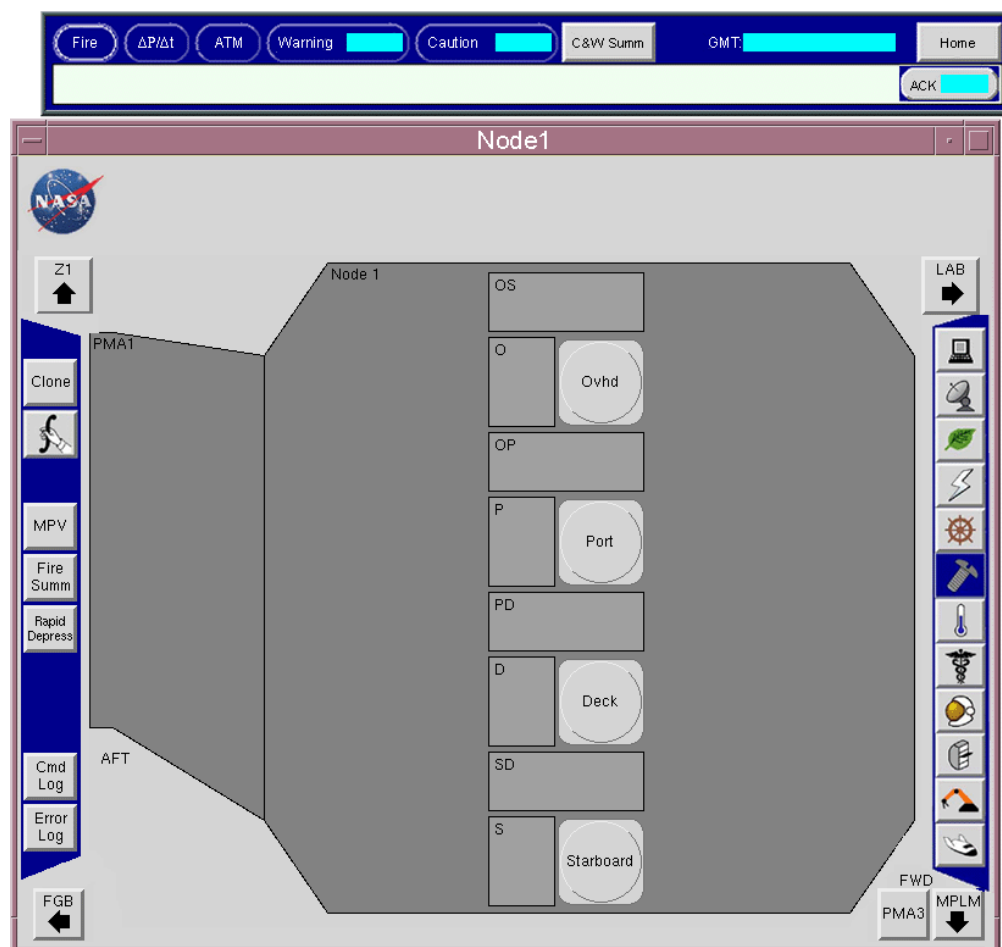 Fire ΔP/Δt ATM Warning Caution C&W Summ GMT: Home
ACK
Node1
NASA
Z1
LAB
Node 1
OS
PMA1
O
Ovhd
Clone
OP
P
Port
MPV
Fire
Summ
PD
Rapid
Depress
D
Deck
AFT
SD
Cmd
Log
Error
Log
S
Starboard
FWD
FGB
PMA3
MPLM